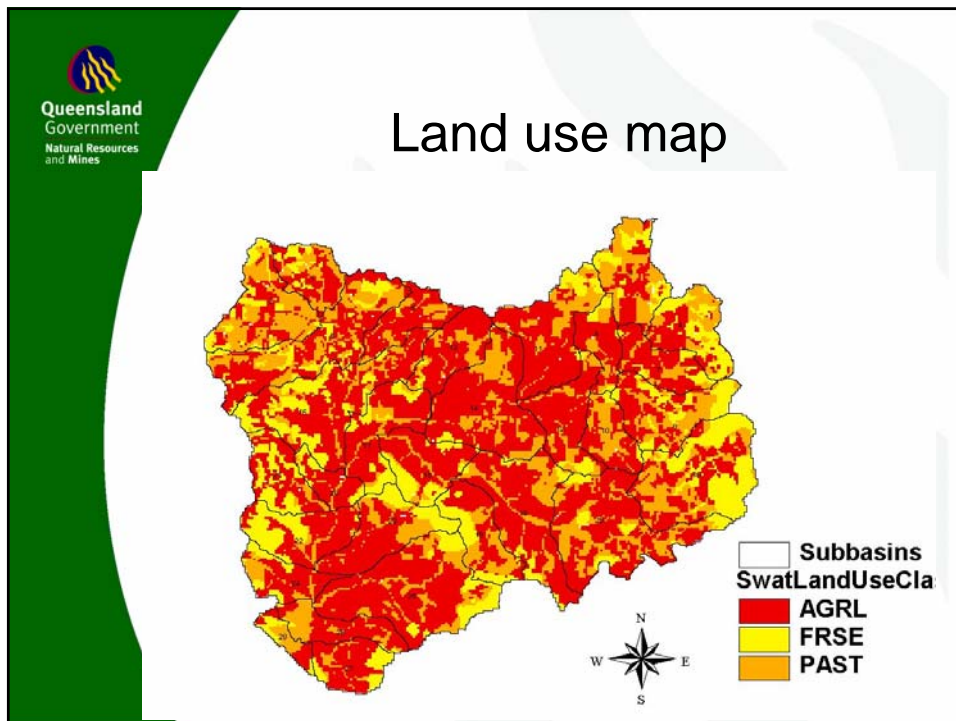 Queensland
Government
Natural Resources
and Mines
Land use map
Subbasins
SwatLandUseCla
AGRL
FRSE
PAST
N
W E
S